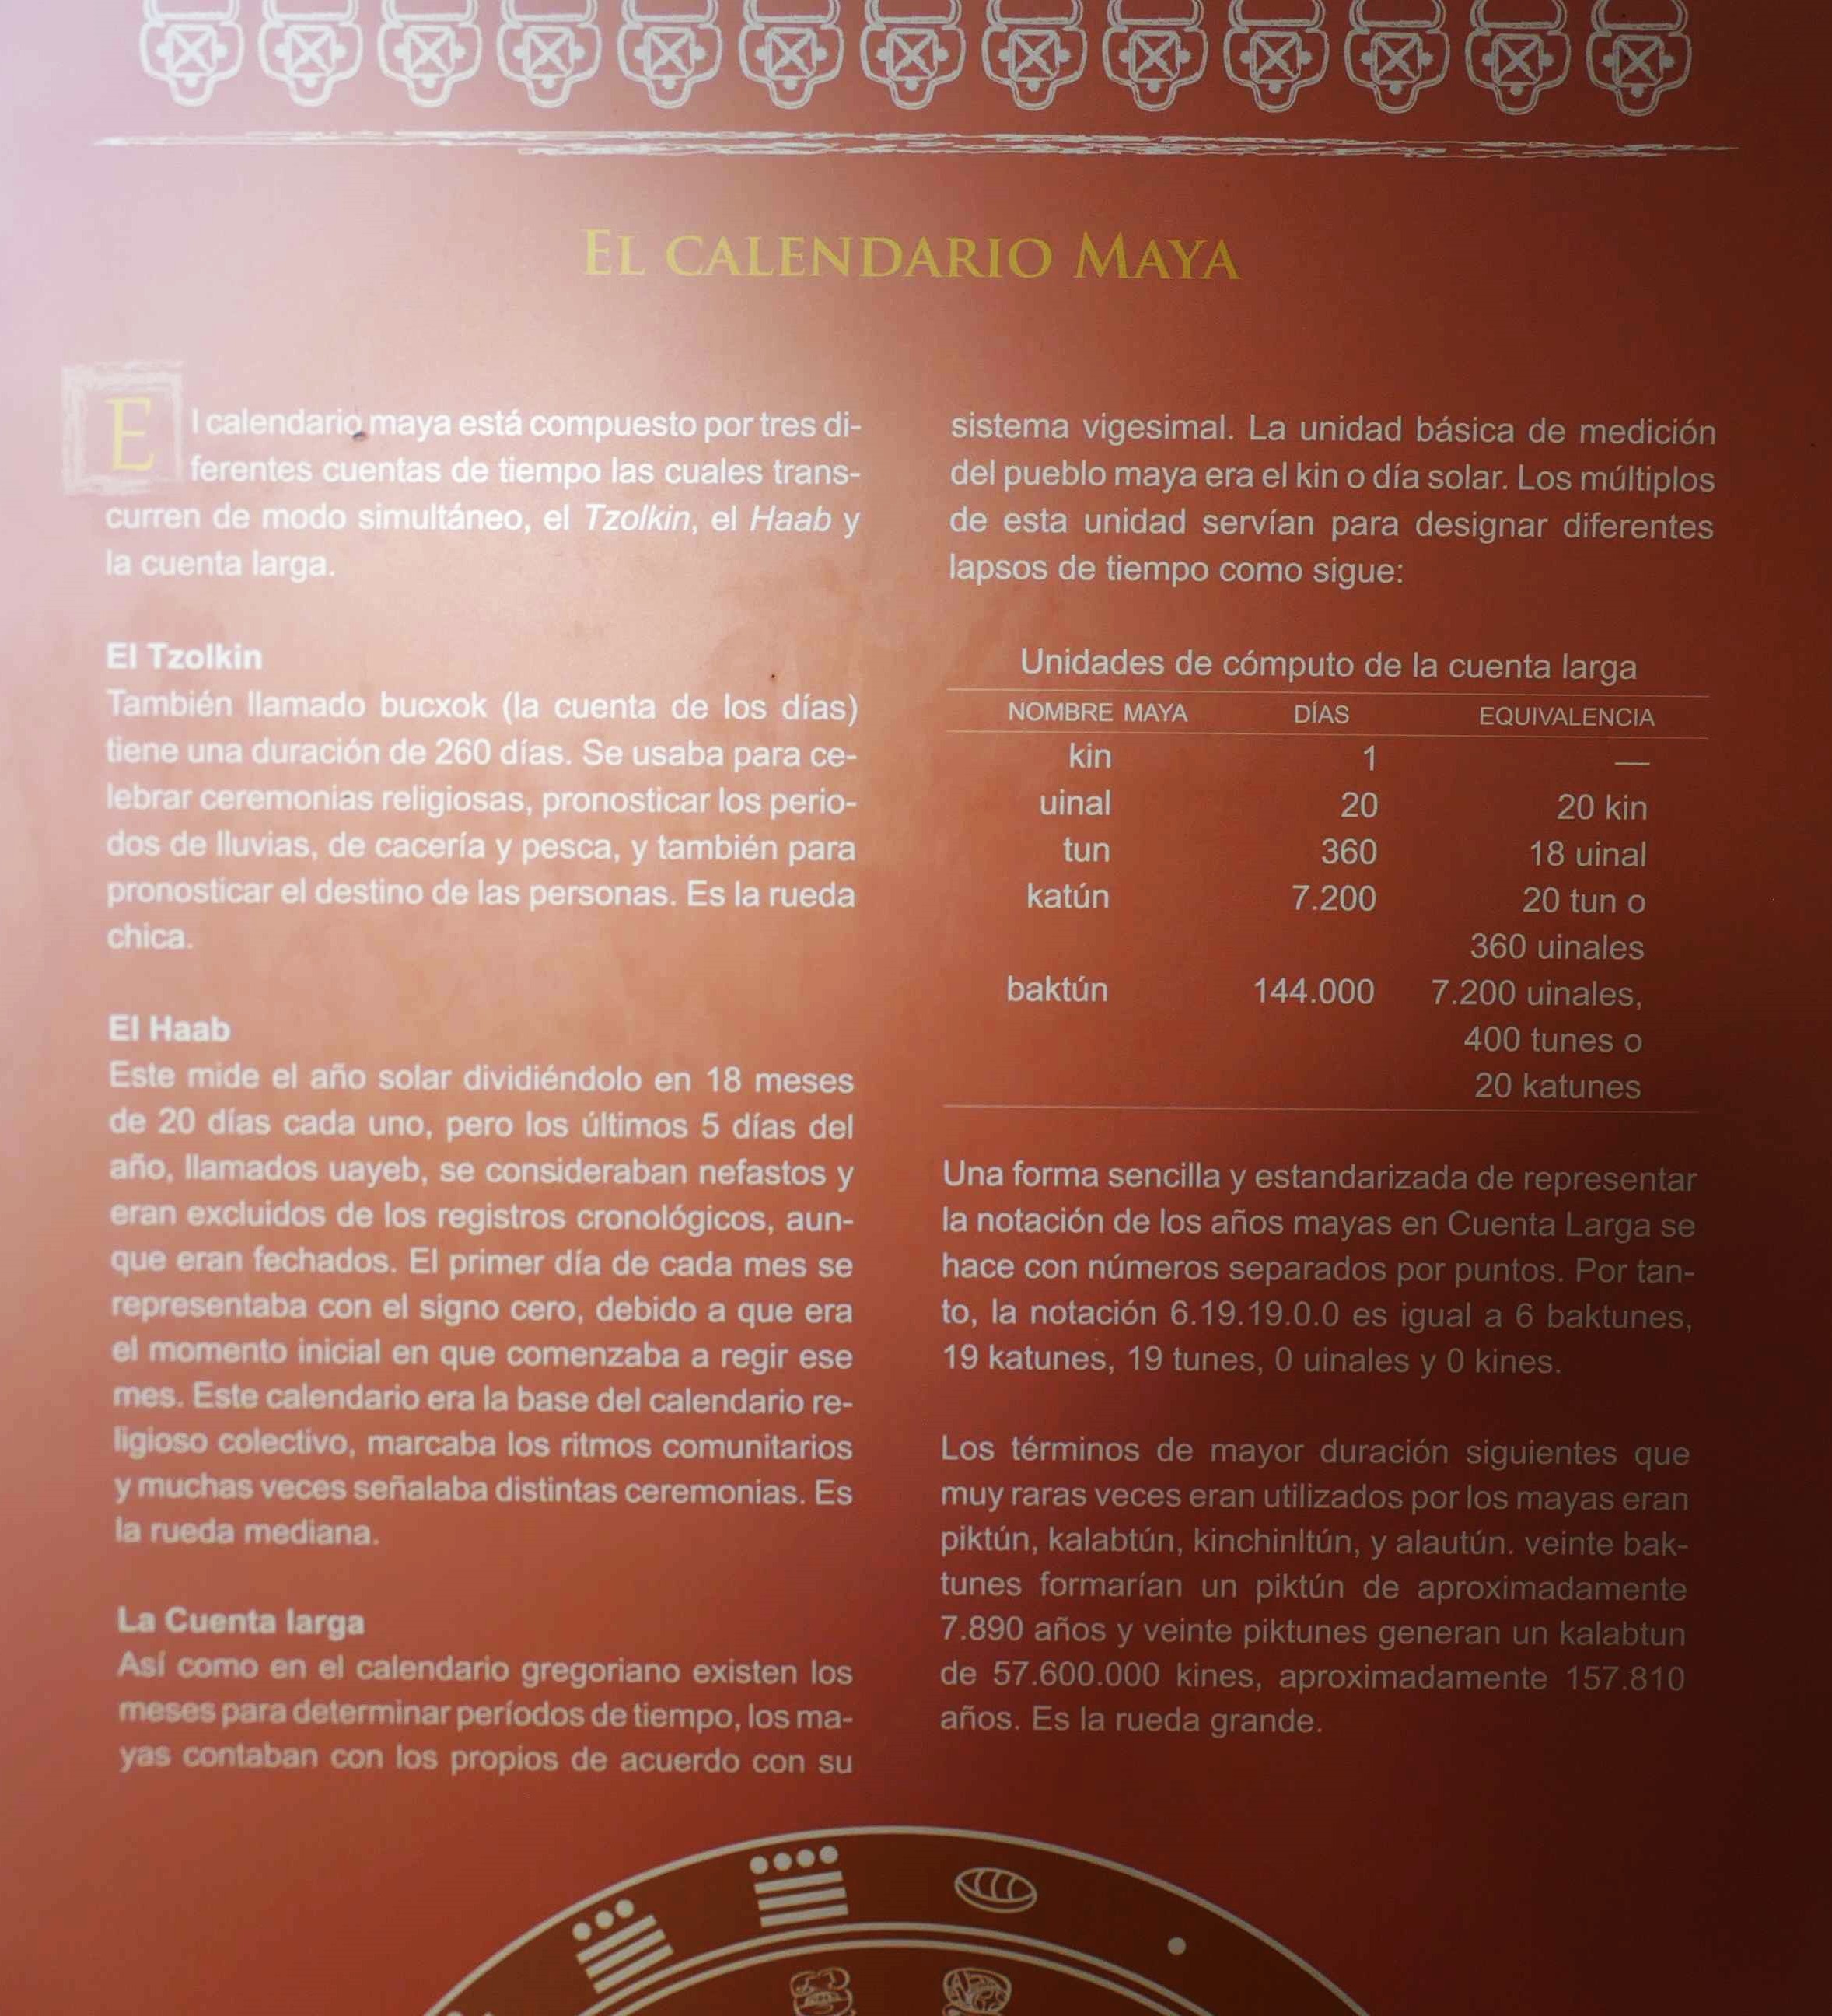 EL CALENDARIO MAYA
El calendario maya está compuesto por tres di-
ferentes cuentas de tiempo las cuales trans-
curren de modo simultáneo, el Tzolkin, el Haab y
la cuenta larga.
El Tzolkin
También llamado bucxok (la cuenta de los días)
tiene una duración de 260 días. Se usaba para ce-
lebrar ceremonias religiosas, pronosticar los perio-
dos de lluvias, de cacería y pesca, y también para
pronosticar el destino de las personas. Es la rueda
chica.
El Haab
Este mide el año solar dividiéndolo en 18 meses
de 20 días cada uno, pero los últimos 5 días del
año, llamados uayeb, se consideraban nefastos y
eran excluidos de los registros cronológicos, aun-
que eran fechados. El primer día de cada mes se
representaba con el signo cero, debido a que era
el momento inicial en que comenzaba a regir ese
mes. Este calendario era la base del calendario re-
ligioso colectivo, marcaba los ritmos comunitarios
y muchas veces señalaba distintas ceremonias. Es
la rueda mediana.
La Cuenta larga
Así como en el calendario gregoriano existen los
meses para determinar períodos de tiempo, los ma-
yas contaban con los propios de acuerdo con su
sistema vigesimal. La unidad básica de medición
del pueblo maya era el kin o día solar. Los múltiplos
de esta unidad servían para designar diferentes
lapsos de tiempo como sigue:
Unidades de cómputo de la cuenta larga
NOMBRE MAYA DÍAS EQUIVALENCIA
kin 1 —
uinal 20 20 kin
tun 360 18 uinal
katún 7.200 20 tun o
360 uinales
baktún 144.000 7.200 uinales,
400 tunes o
20 katunes
Una forma sencilla y estandarizada de representar
la notación de los años mayas en Cuenta Larga se
hace con números separados por puntos. Por tan-
to, la notación 6.19.19.0.0 es igual a 6 baktunes,
19 katunes, 19 tunes, 0 uinales y 0 kines.
Los términos de mayor duración siguientes que
muy raras veces eran utilizados por los mayas eran
piktún, kalabtún, kinchinltún, y alautún. veinte bak-
tunes formarían un piktún de aproximadamente
7.890 años y veinte piktunes generan un kalabtun
de 57.600.000 kines, aproximadamente 157.810
años. Es la rueda grande.